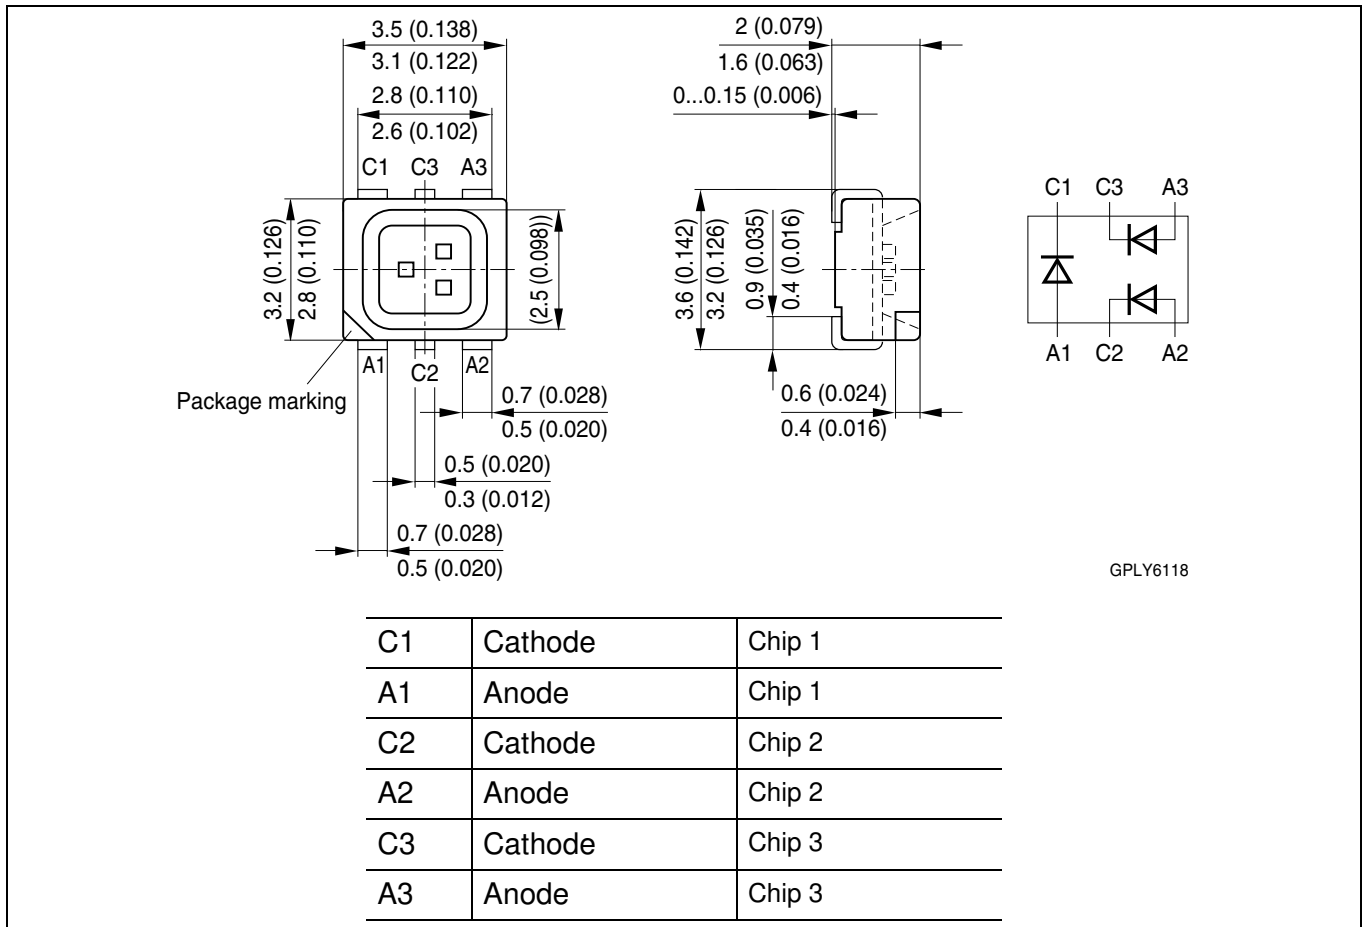 3.5 (0.138)
3.1 (0.122)
2.8 (0.110)
2.6 (0.102)
C1 C3 A3
3.2 (0.126)
2.8 (0.110)
(2.5 (0.098))
A1 C2 A2
Package marking
0.7 (0.028)
0.5 (0.020)
0.5 (0.020)
0.3 (0.012)
0.7 (0.028)
0.5 (0.020)
2 (0.079)
1.6 (0.063)
0...0.15 (0.006)
3.6 (0.142)
3.2 (0.126)
0.9 (0.035)
0.4 (0.016)
0.6 (0.024)
0.4 (0.016)
C1 C3 A3
A1 C2 A2
GPLY6118
C1 Cathode Chip 1
A1 Anode Chip 1
C2 Cathode Chip 2
A2 Anode Chip 2
C3 Cathode Chip 3
A3 Anode Chip 3